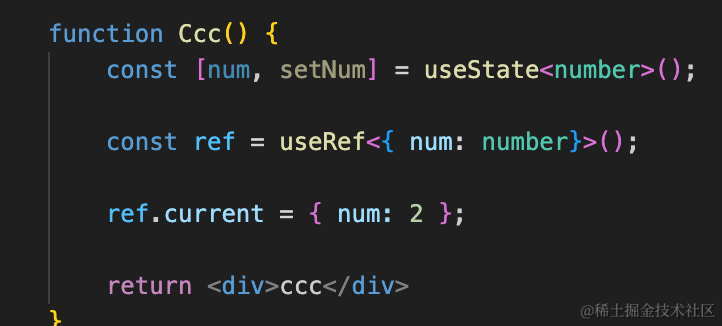 function Ccc() {
    const [num, setNum] = useState<number>();
    const ref = useRef<{ num: number}>();
    ref.current = { num: 2 };
    return <div>ccc</div>
}
@稀土掘金技术社区